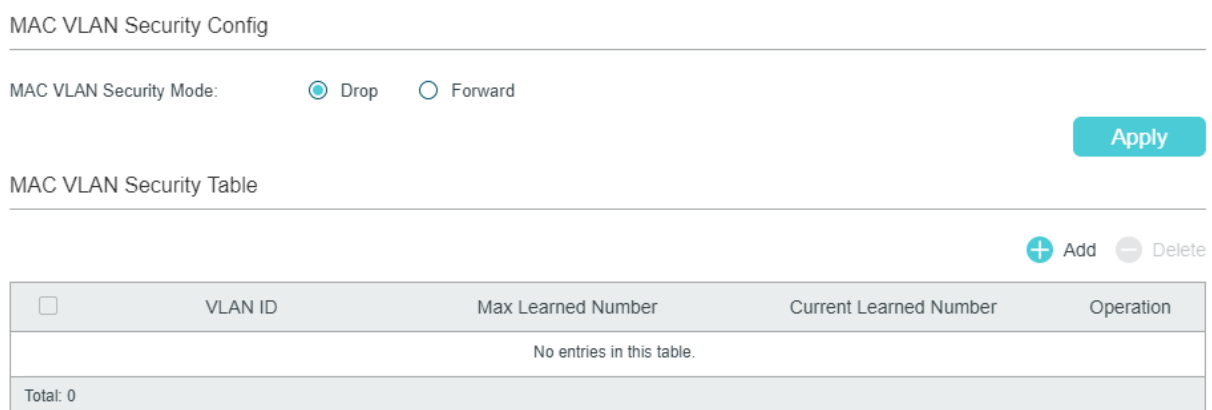 MAC VLAN Security Config
MAC VLAN Security Mode: Drop Forward
Apply
MAC VLAN Security Table
Add Delete
VLAN ID Max Learned Number Current Learned Number Operation
No entries in this table.
Total: 0